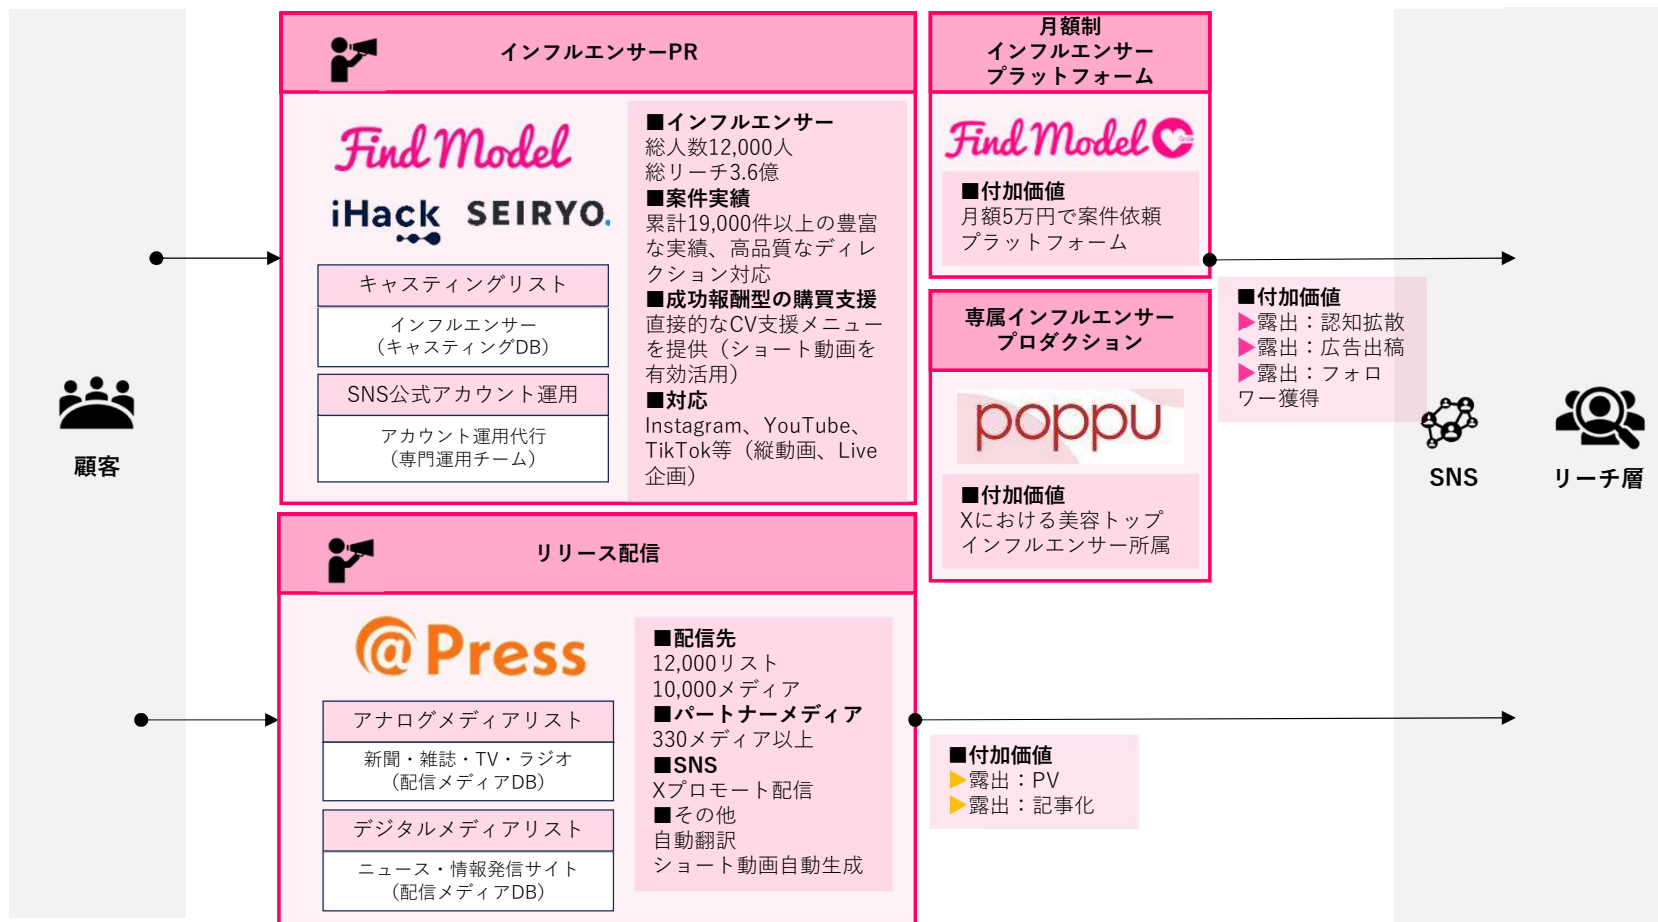 顧客
インフルエンサーPR
Find Model
iHack SEIRYO.
キャスティングリスト
インフルエンサー
（キャスティングDB）
SNS公式アカウント運用
アカウント運用代行
（専門運用チーム）
■インフルエンサー
総人数12,000人
総リーチ3.6億
■案件実績
累計19,000件以上の豊富
な実績、高品質なディレ
クション対応
■成功報酬型の購買支援
直接的なCV支援メニュー
を提供（ショート動画を
有効活用）
■対応
Instagram、YouTube、
TikTok等（縦動画、Live
企画）
月額制
インフルエンサー
プラットフォーム
Find Model
■付加価値
月額5万円で案件依頼
プラットフォーム
専属インフルエンサー
プロダクション
poppu
■付加価値
Xにおける美容トップ
インフルエンサー所属
■付加価値
▶露出：認知拡散
▶露出：広告出稿
▶露出：フォロ
ワー獲得
SNS
リーチ層
リリース配信
@Press
アナログメディアリスト
新聞・雑誌・TV・ラジオ
（配信メディアDB）
デジタルメディアリスト
ニュース・情報発信サイト
（配信メディアDB）
■配信先
12,000リスト
10,000メディア
■パートナーメディア
330メディア以上
■SNS
Xプロモート配信
■その他
自動翻訳
ショート動画自動生成
■付加価値
▶露出：PV
▶露出：記事化